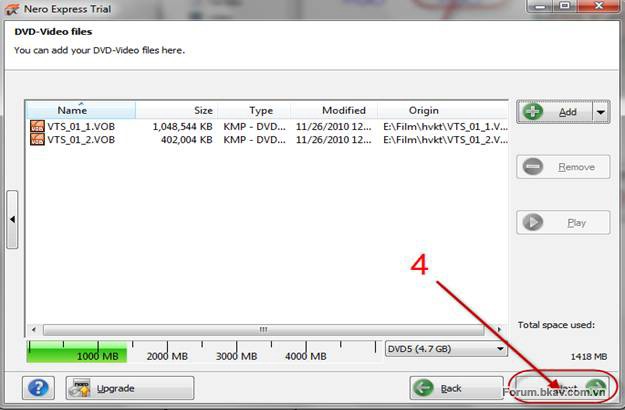 Nero Express Trial
DVD-Video files
You can add your DVD-Video files here.
Name Size Type Modified Origin
VTS_01_1.VOB 1,048,544 KB KMP - DVD... 11/26/2010 12... E:\Film\hvkt\VTS_01_1.V...
VTS_01_2.VOB 402,004 KB KMP - DVD... 11/26/2010 12... E:\Film\hvkt\VTS_01_2.V...
Add
Remove
Play
4
Total space used:
1000 MB 2000 MB 3000 MB 4000 MB DVD5 (4.7 GB) 1418 MB
Upgrade Back
Forum.bkav.com.vn